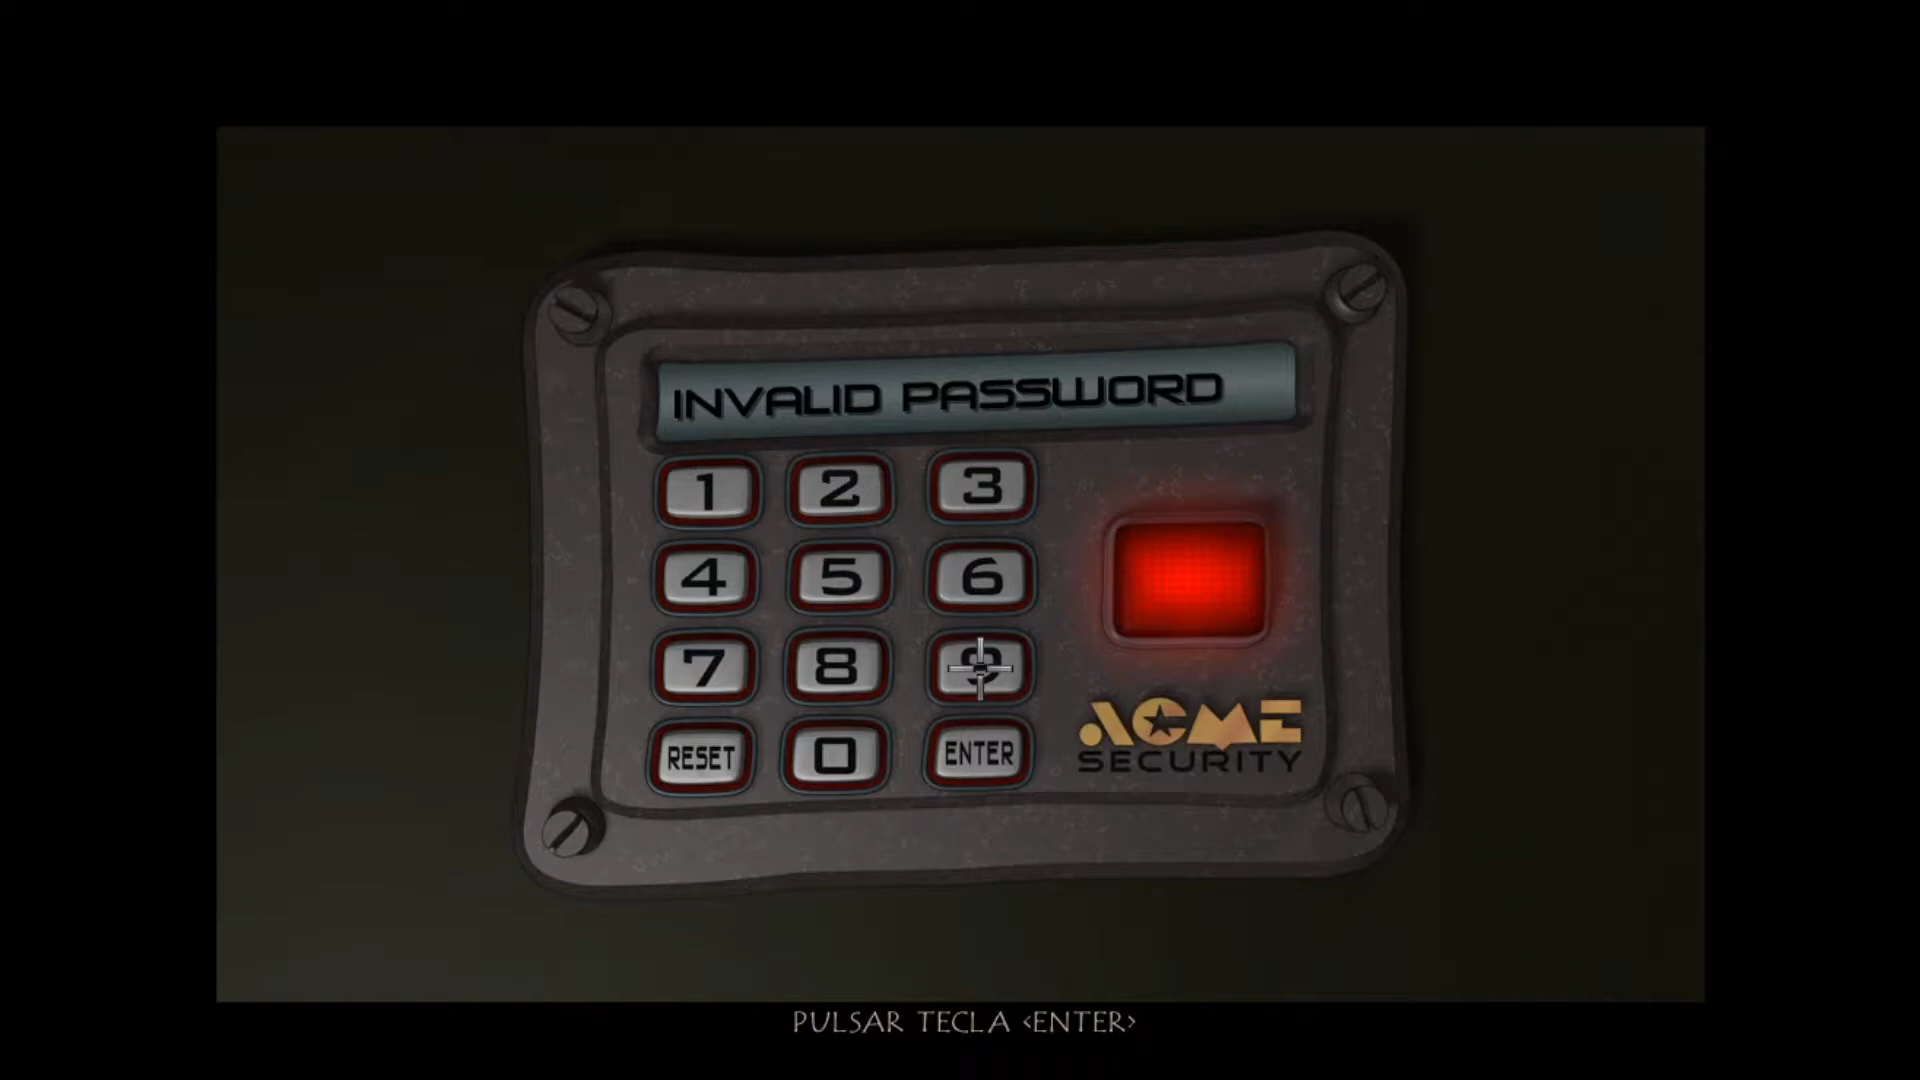 INVALID PASSWORD
1 2 3
4 5 6
7 8 9
RESET 0 ENTER
ACME
SECURITY
PULSAR TECLA <ENTER>